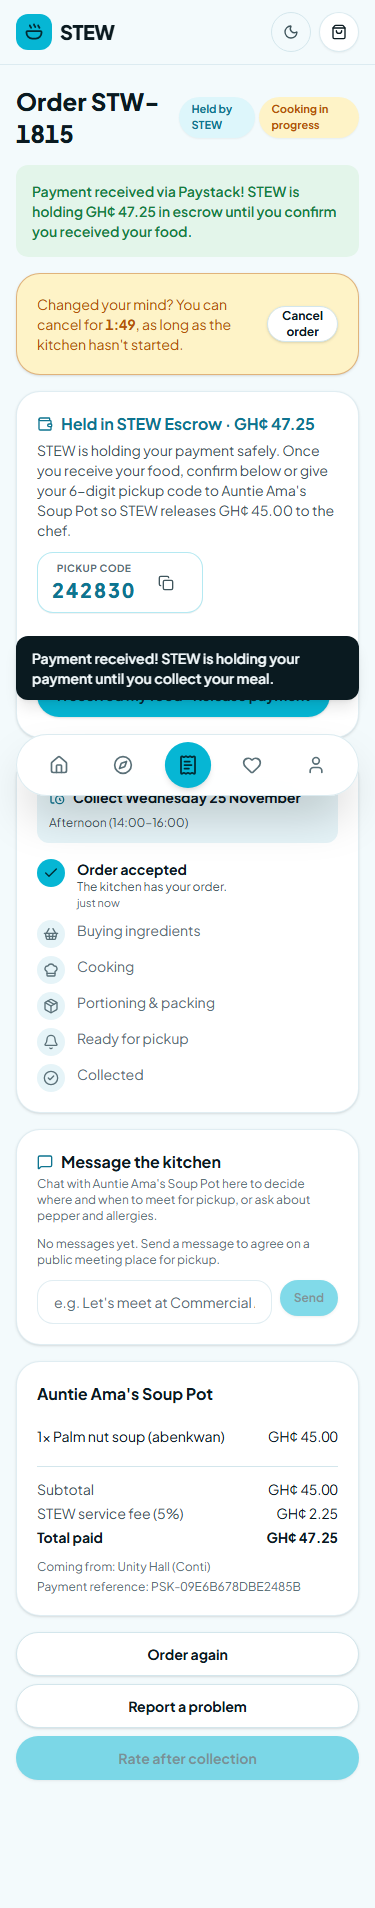 STEW
Order STW-
1815
Held by
STEW
Cooking in
progress
Payment received via Paystack! STEW is
holding GH¢ 47.25 in escrow until you confirm
you received your food.
Changed your mind? You can
cancel for 1:49, as long as the
kitchen hasn't started.
Cancel
order
Held in STEW Escrow · GH¢ 47.25
STEW is holding your payment safely. Once
you receive your food, confirm below or give
your 6-digit pickup code to Auntie Ama's
Soup Pot so STEW releases GH¢ 45.00 to the
chef.
PICKUP CODE
242830
Payment received! STEW is holding your
payment until you collect your meal.
Collect Wednesday 25 November
Afternoon (14:00–16:00)
Order accepted
The kitchen has your order.
just now
Buying ingredients
Cooking
Portioning & packing
Ready for pickup
Collected
Message the kitchen
Chat with Auntie Ama's Soup Pot here to decide
where and when to meet for pickup, or ask about
pepper and allergies.
No messages yet. Send a message to agree on a
public meeting place for pickup.
e.g. Let's meet at Commercial
Send
Auntie Ama's Soup Pot
1× Palm nut soup (abenkwan) GH¢ 45.00
Subtotal GH¢ 45.00
STEW service fee (5%) GH¢ 2.25
Total paid GH¢ 47.25
Coming from: Unity Hall (Conti)
Payment reference: PSK-09E6B678DBE2485B
Order again
Report a problem
Rate after collection